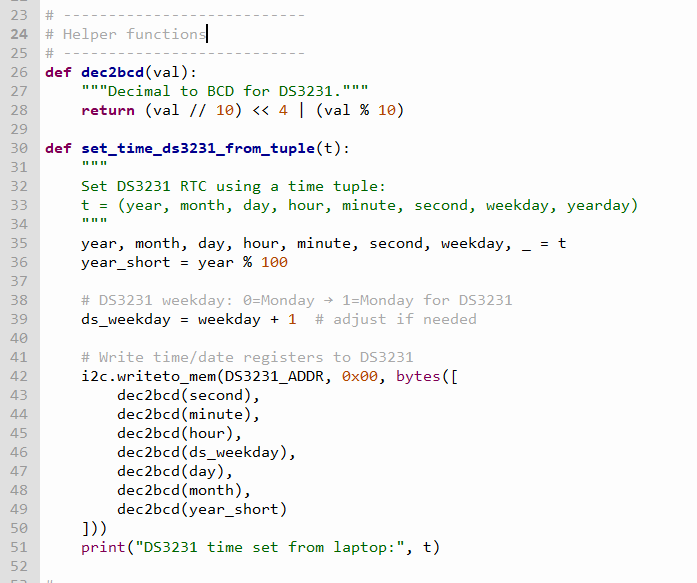 23 # ---------------------------
24 # Helper functions
25 # ---------------------------
26 def dec2bcd(val):
27     """Decimal to BCD for DS3231."""
28     return (val // 10) << 4 | (val % 10)
29
30 def set_time_ds3231_from_tuple(t):
31     """
32     Set DS3231 RTC using a time tuple:
33     t = (year, month, day, hour, minute, second, weekday, yearday)
34     """
35     year, month, day, hour, minute, second, weekday, _ = t
36     year_short = year % 100
37
38     # DS3231 weekday: 0=Monday → 1=Monday for DS3231
39     ds_weekday = weekday + 1  # adjust if needed
40
41     # Write time/date registers to DS3231
42     i2c.writeto_mem(DS3231_ADDR, 0x00, bytes([
43         dec2bcd(second),
44         dec2bcd(minute),
45         dec2bcd(hour),
46         dec2bcd(ds_weekday),
47         dec2bcd(day),
48         dec2bcd(month),
49         dec2bcd(year_short)
50     ]))
51     print("DS3231 time set from laptop:", t)
52